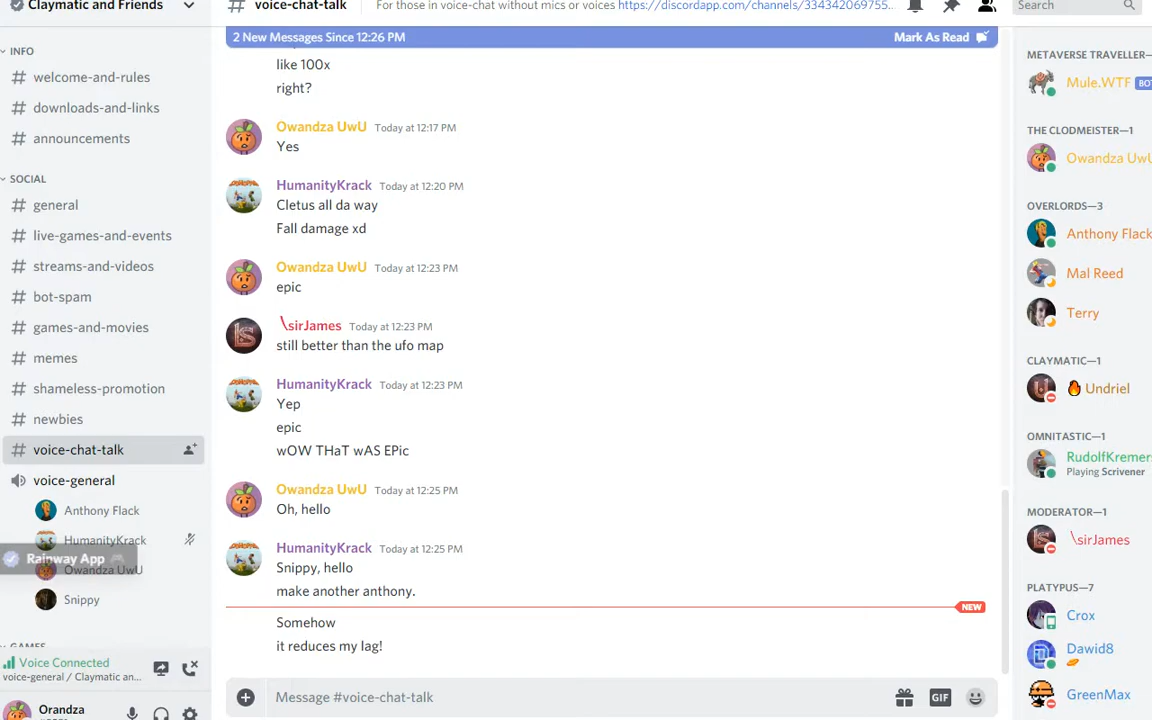 Claymatic and Friends
INFO
# welcome-and-rules
# downloads-and-links
# announcements
SOCIAL
# general
# live-games-and-events
# streams-and-videos
# bot-spam
# games-and-movies
# memes
# shameless-promotion
# newbies
# voice-chat-talk
voice-general
Anthony Flack
HumanityKrack
Rainway App
Owandza UwU
Snippy
GAMES
Voice Connected
voice-general / Claymatic an...
Orandza
# voice-chat-talk
For those in voice-chat without mics or voices https://discordapp.com/channels/334342069755...
Search
2 New Messages Since 12:26 PM
Mark As Read
like 100x
right?
Owandza UwU Today at 12:17 PM
Yes
HumanityKrack Today at 12:20 PM
Cletus all da way
Fall damage xd
Owandza UwU Today at 12:23 PM
epic
\sirJames Today at 12:23 PM
still better than the ufo map
HumanityKrack Today at 12:23 PM
Yep
epic
wOW THaT wAS EPic
Owandza UwU Today at 12:25 PM
Oh, hello
HumanityKrack Today at 12:25 PM
Snippy, hello
make another anthony.
NEW
Somehow
it reduces my lag!
Message #voice-chat-talk
GIF
METAVERSE TRAVELLER—
Mule.WTF BO
THE CLODMEISTER—1
Owandza UwU
OVERLORDS—3
Anthony Flack
Mal Reed
Terry
CLAYMATIC—1
Undriel
OMNITASTIC—1
RudolfKremers
Playing Scrivener
MODERATOR—1
\sirJames
PLATYPUS—7
Crox
Dawid8
GreenMax